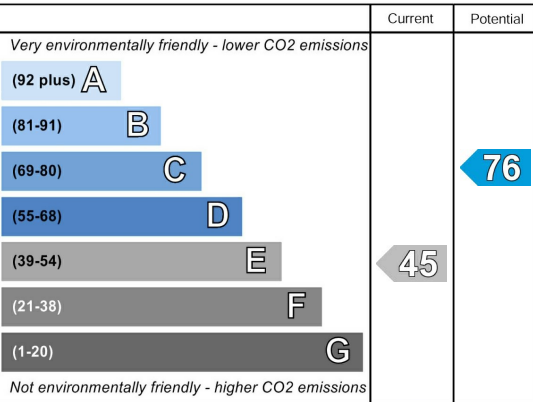 Current Potential
Very environmentally friendly - lower CO2 emissions
(92 plus) A
(81-91) B
(69-80) C 76
(55-68) D
(39-54) E 45
(21-38) F
(1-20) G
Not environmentally friendly - higher CO2 emissions